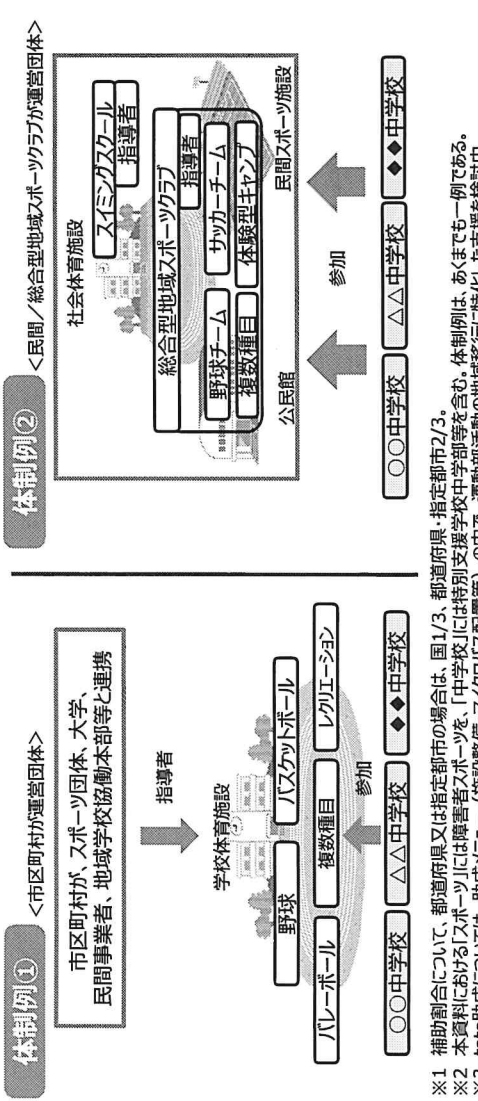 体制例①
<市区町村が運営団体>
市区町村が、スポーツ団体、大学、
民間事業者、地域学校協働本部等と連携
指導者
学校体育施設
野球
バスケットボール
バレーボール
複数種目
レクリエーション
参加
○○中学校
△△中学校
◆◆中学校
体制例②
<民間/総合型地域スポーツクラブが運営団体>
社会体育施設
スイミングスクール
指導者
総合型地域スポーツクラブ
指導者
野球チーム
サッカーチーム
複数種目
体験型キャンプ
公民館
民間スポーツ施設
参加
○○中学校
△△中学校
◆◆中学校
※1 補助割合について、都道府県又は指定都市の場合は、国1/3、都道府県・指定都市2/3。
※2 本資料における「スポーツ」には障害者スポーツを、「中学校」には特別支援学校中学部等を含む。体制例は、あくまでも一例である。